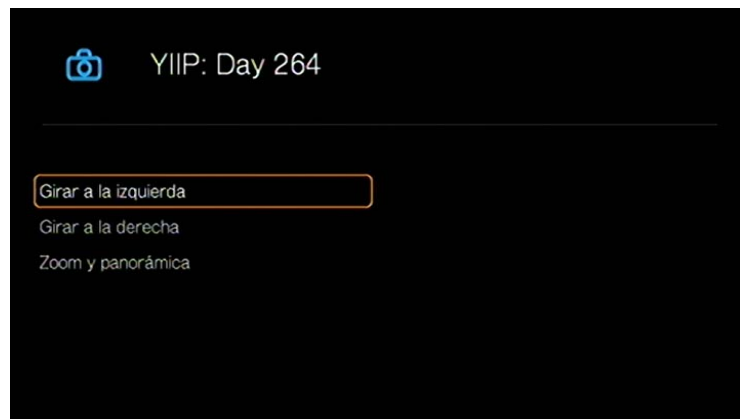 YIIP: Day 264
Girar a la izquierda
Girar a la derecha
Zoom y panorámica